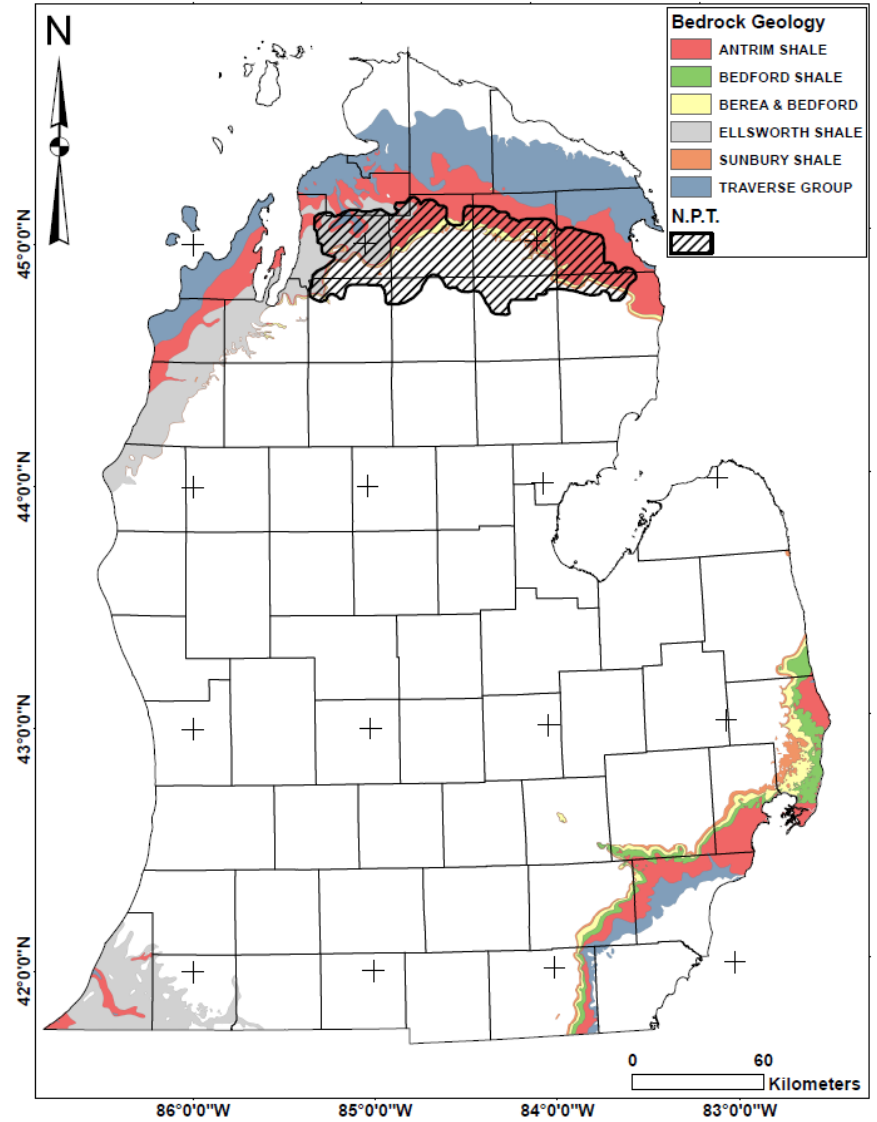 N
Bedrock Geology
ANTRIM SHALE
BEDFORD SHALE
BEREA & BEDFORD
ELLSWORTH SHALE
SUNBURY SHALE
TRAVERSE GROUP
N.P.T.
45°0'0"N
44°0'0"N
43°0'0"N
42°0'0"N
0 60
Kilometers
86°0'0"W 85°0'0"W 84°0'0"W 83°0'0"W